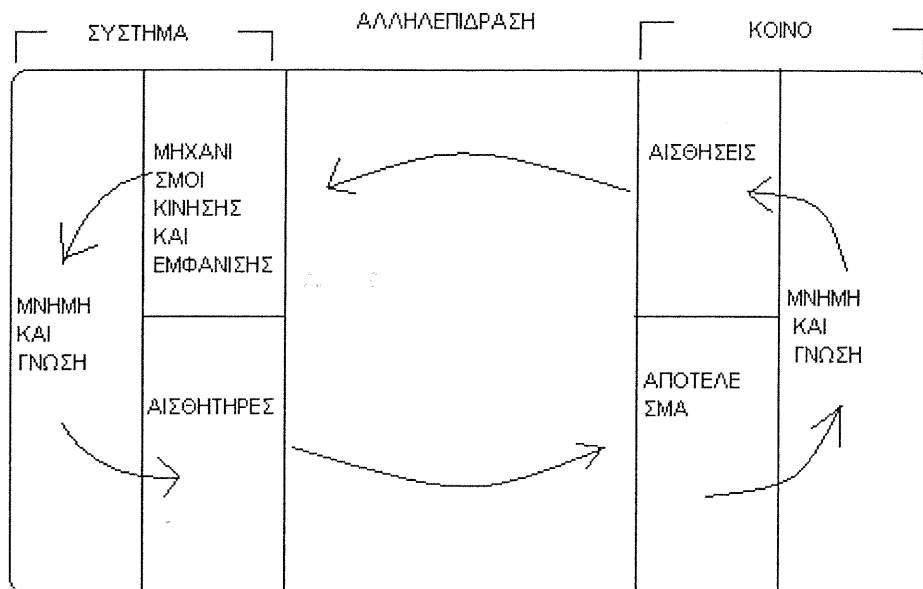 ΣΥΣΤΗΜΑ
ΑΛΛΗΛΕΠΙΔΡΑΣΗ
ΚΟΙΝΟ
ΜΗΧΑΝΙ
ΣΜΟΙ
ΚΙΝΗΣΗΣ
ΚΑΙ
ΕΜΦΑΝΙΣΗΣ
ΑΙΣΘΗΣΕΙΣ
ΜΝΗΜΗ
ΚΑΙ
ΓΝΩΣΗ
ΜΝΗΜΗ
ΚΑΙ
ΓΝΩΣΗ
ΑΙΣΘΗΤΗΡΕΣ
ΑΠΟΤΕΛΕ
ΣΜΑ